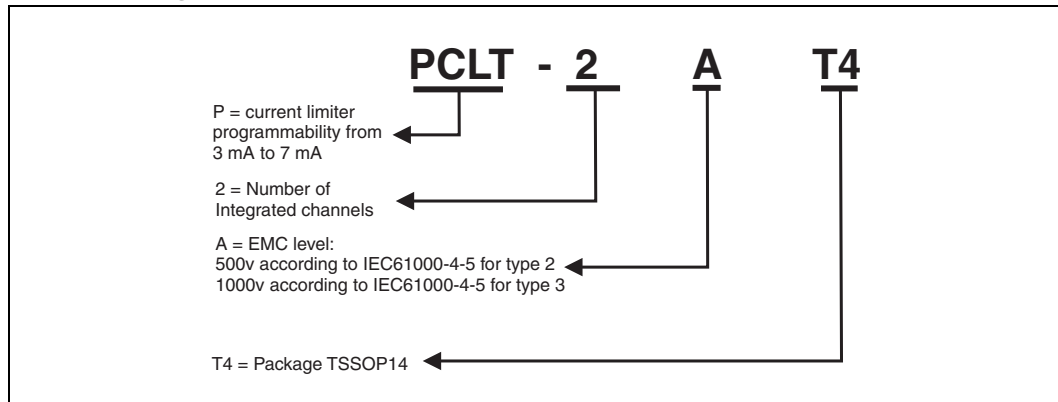 PCLT - 2 A T4
P = current limiter
programmability from
3 mA to 7 mA
2 = Number of
Integrated channels
A = EMC level:
500v according to IEC61000-4-5 for type 2
1000v according to IEC61000-4-5 for type 3
T4 = Package TSSOP14